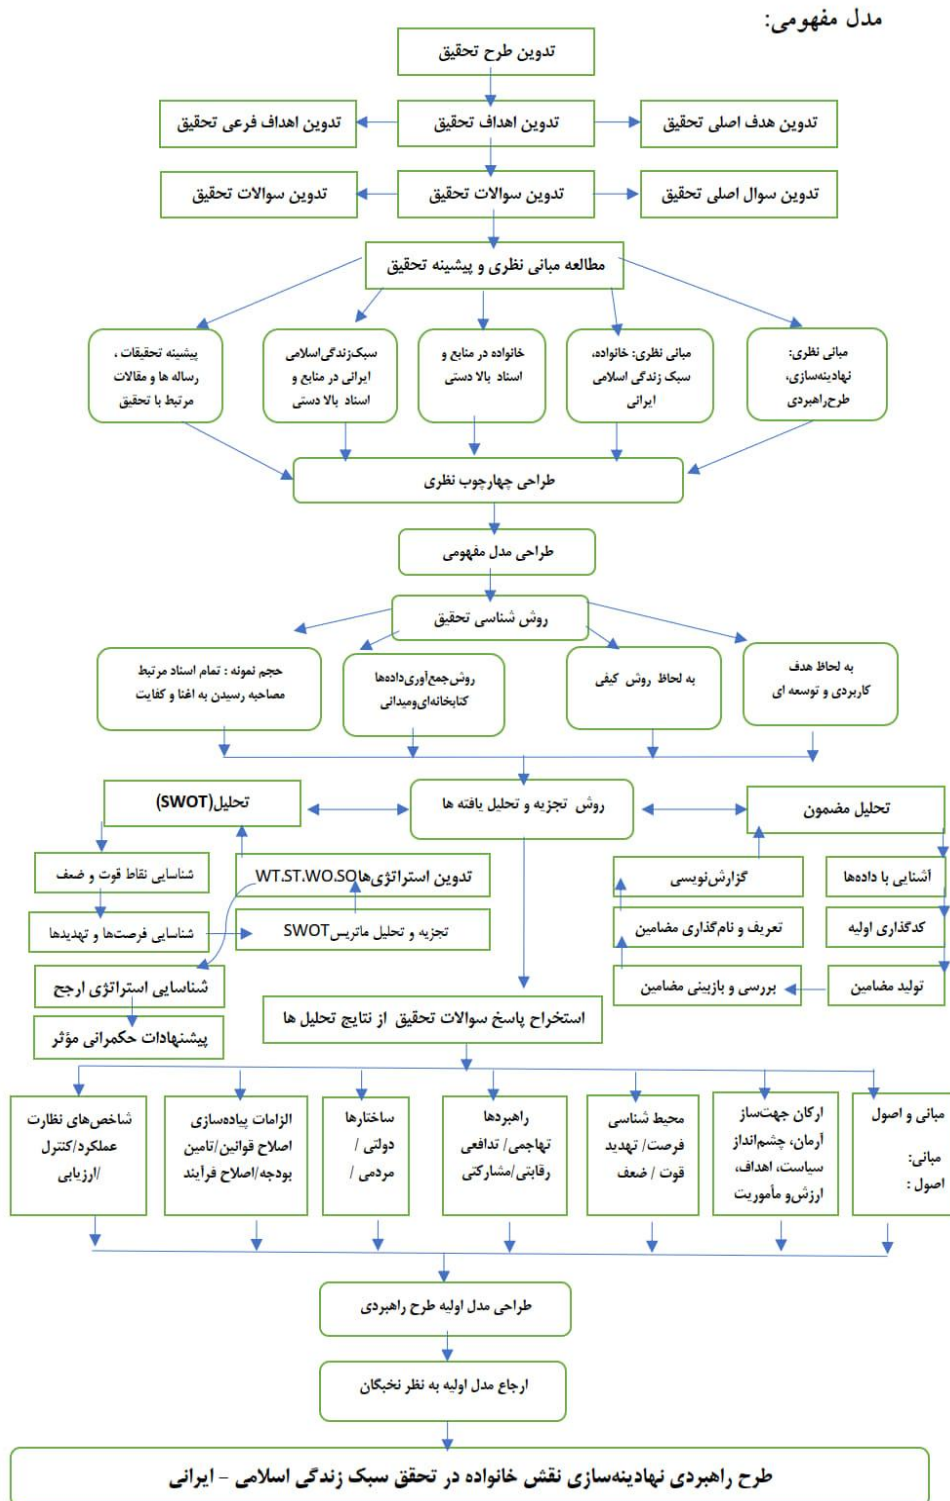 مدل مفهومی:
تدوین طرح تحقیق
تدوین هدف اصلی تحقیق
تدوین اهداف تحقیق
تدوین اهداف فرعی تحقیق
تدوین سوال اصلی تحقیق
تدوین سوالات تحقیق
تدوین سوالات تحقیق
مطالعه مبانی نظری و پیشینه تحقیق
مبانی نظری:
نهادینه‌سازی،
طرح‌راهبردی
مبانی نظری: خانواده،
سبک زندگی اسلامی
ایرانی
خانواده در منابع و
اسناد بالا دستی
سبک‌زندگی‌اسلامی
ایرانی در منابع و
اسناد بالا دستی
پیشینه تحقیقات ،
رساله ها و مقالات
مرتبط با تحقیق
طراحی چهارچوب نظری
طراحی مدل مفهومی
روش شناسی تحقیق
به لحاظ هدف
کاربردی و توسعه ای
به لحاظ روش کیفی
روش‌جمع‌آوری‌داده‌ها
کتابخانه‌ای‌ومیدانی
حجم نمونه : تمام اسناد مرتبط
مصاحبه رسیدن به اغنا و کفایت
تحلیل مضمون
روش تجزیه و تحلیل یافته ها
تحلیل(SWOT)
آشنایی با داده‌ها
گزارش‌نویسی
تدوین استراتژی‌هاWT.ST.WO.SO
شناسایی نقاط قوت و ضعف
کدگذاری اولیه
تعریف و نام‌گذاری مضامین
تجزیه و تحلیل ماتریسSWOT
شناسایی فرصت‌ها و تهدیدها
تولید مضامین
بررسی و بازبینی مضامین
شناسایی استراتژی ارجح
استخراح پاسخ سوالات تحقیق از نتایج تحلیل ها
پیشنهادات حکمرانی مؤثر
مبانی و اصول
مبانی:
اصول :
ارکان جهت‌ساز
آرمان، چشم‌انداز
سیاست، اهداف،
ارزش‌و مأموریت
محیط شناسی
فرصت/ تهدید
قوت / ضعف
راهبردها
تهاجمی/ تدافعی
رقابتی/مشارکتی
ساختارها
دولتی /
مردمی /
الزامات پیاده‌سازی
اصلاح قوانین/تامین
بودجه/اصلاح فرآیند
شاخص‌های نظارت
عملکرد/کنترل
/ارزیابی
طراحی مدل اولیه طرح راهبردی
ارجاع مدل اولیه به نظر نخبگان
طرح راهبردی نهادینه‌سازی نقش خانواده در تحقق سبک زندگی اسلامی – ایرانی